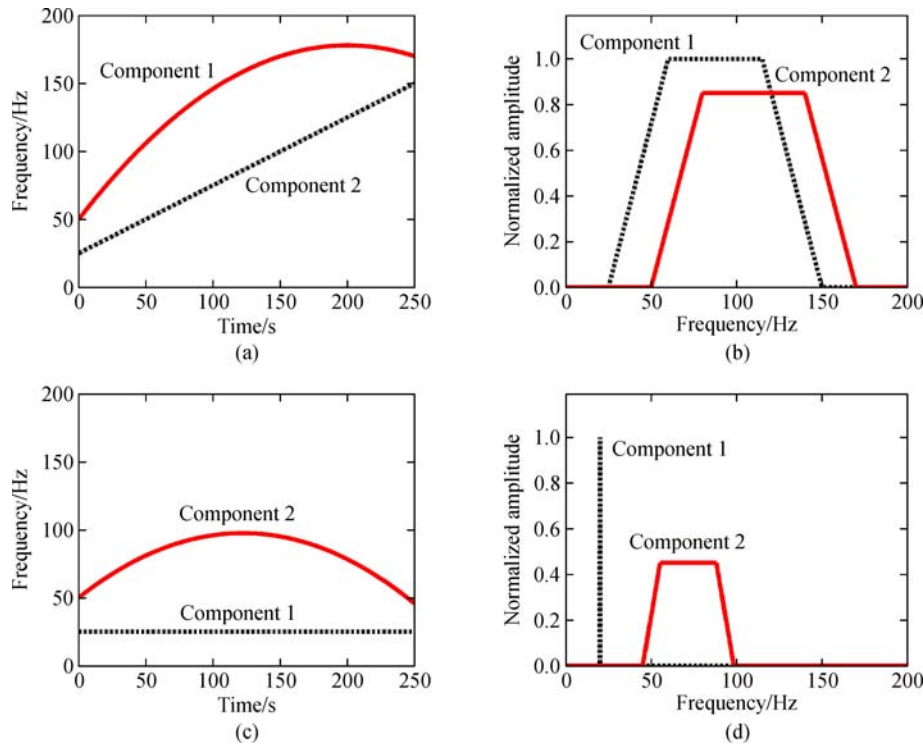 200
150
100
50
0
Frequency/Hz
Component 1
Component 2
0 50 100 150 200 250
Time/s
(a)
1.0
0.8
0.6
0.4
0.2
0.0
Normalized amplitude
Component 1
Component 2
0 50 100 150 200
Frequency/Hz
(b)
200
150
100
50
0
Frequency/Hz
Component 2
Component 1
0 50 100 150 200 250
Time/s
(c)
1.0
0.8
0.6
0.4
0.2
0.0
Normalized amplitude
Component 1
Component 2
0 50 100 150 200
Frequency/Hz
(d)